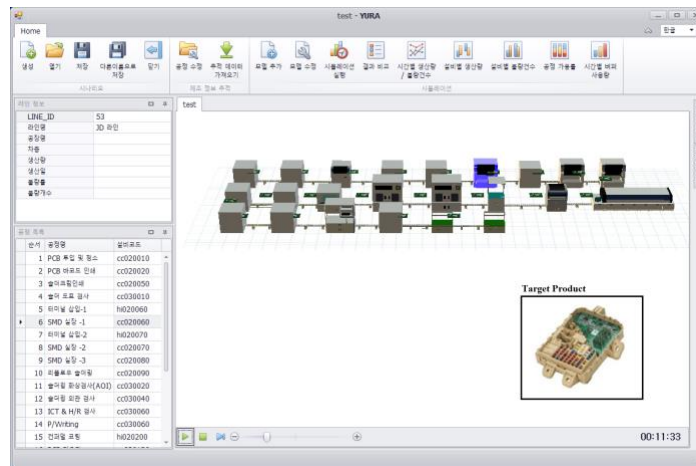 test - YURA
Home
한글
생성
열기
저장
다른이름으로
저장
닫기
공정 수정
추적 데이터
가져오기
모델 추가
모델 수정
시뮬레이션
실행
결과 비교
시간별 생산량
/ 불량건수
설비별 생산량
설비별 불량건수
공정 가동률
시간별 버퍼
사용량
시나리오
제조 정보 추적
시뮬레이션
라인 정보
test
LINE_ID 53
라인명 3D 라인
공장명
차종
생산량
생산일
불량률
불량개수
공정 목록
순서 공정명 설비코드
1 PCB 투입 및 청소 cc020010
2 PCB 바코드 인쇄 cc020020
3 솔더크림인쇄 cc020050
4 솔더 도포 검사 cc030010
5 터미널 삽입-1 hi020060
6 SMD 실장 -1 cc020060
7 터미널 삽입-2 hi020070
8 SMD 실장 -2 cc020070
9 SMD 실장 -3 cc020080
10 리플로우 솔더링 cc020090
11 솔더링 화상검사(AOI) cc030020
12 솔더링 외관 검사 cc030040
13 ICT & H/R 검사 cc030060
14 P/Writing cc030060
15 컨포멀 코팅 hi020200
Target Product
00:11:33